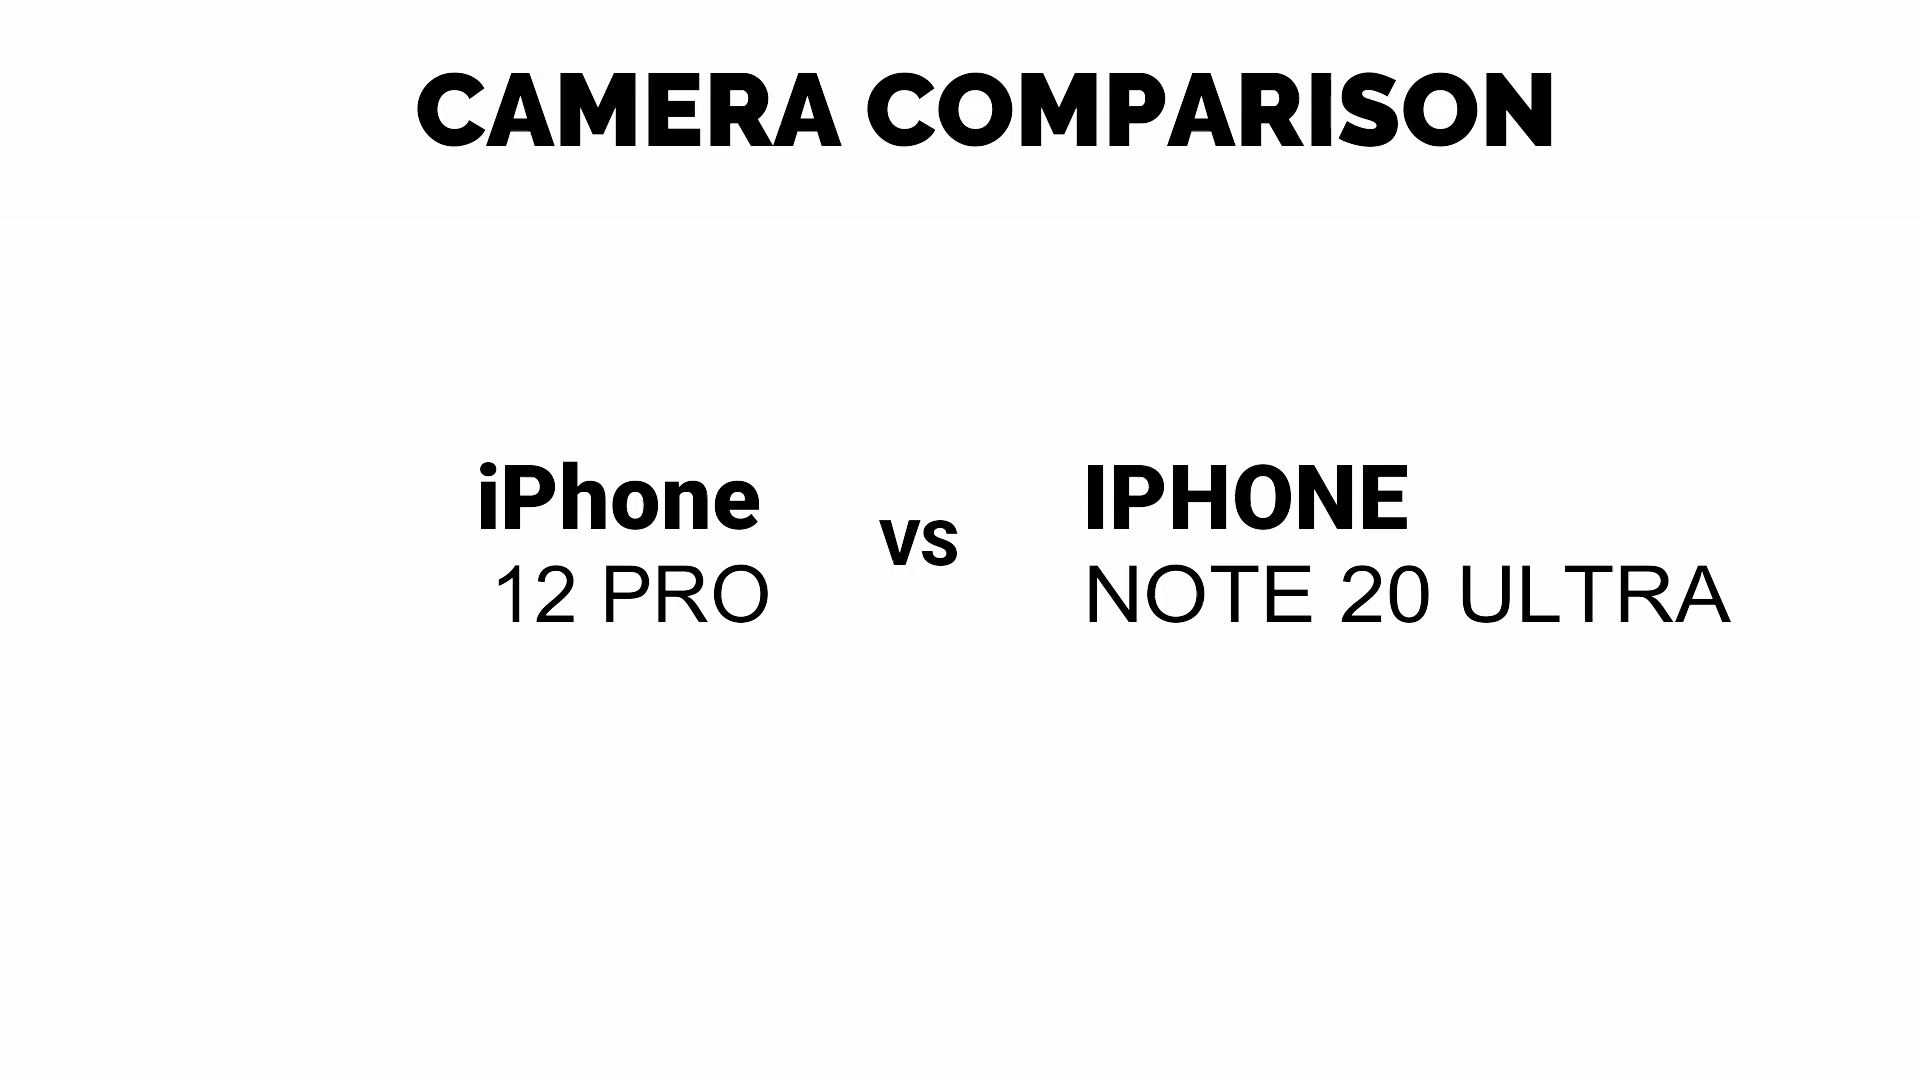 CAMERA COMPARISON
iPhone
12 PRO
vs
IPHONE
NOTE 20 ULTRA